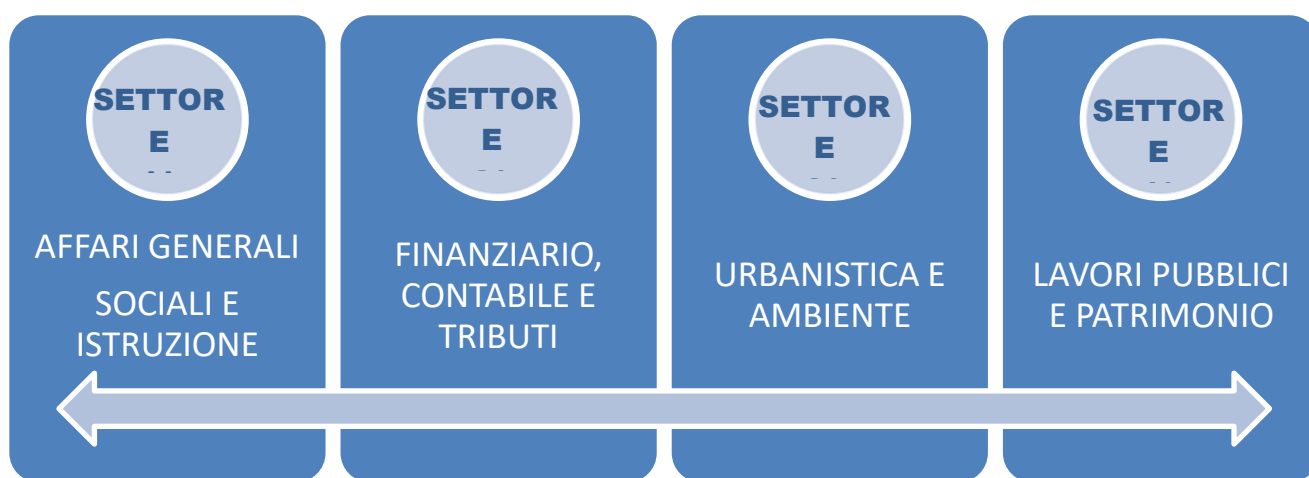 SETTOR
E
AFFARI GENERALI
SOCIALI E
ISTRUZIONE
SETTOR
E
FINANZIARIO,
CONTABILE E
TRIBUTI
SETTOR
E
URBANISTICA E
AMBIENTE
SETTOR
E
LAVORI PUBBLICI
E PATRIMONIO